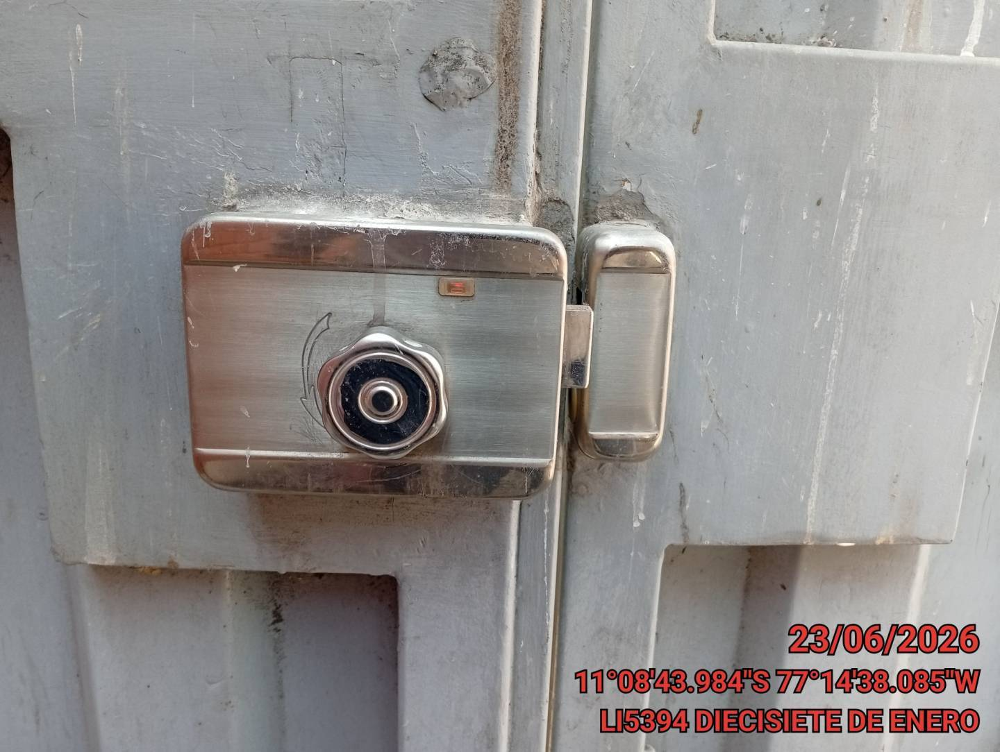 23/06/2026
11°08'43.984"S 77°14'38.085"W
LI5394 DIECISIETE DE ENERO